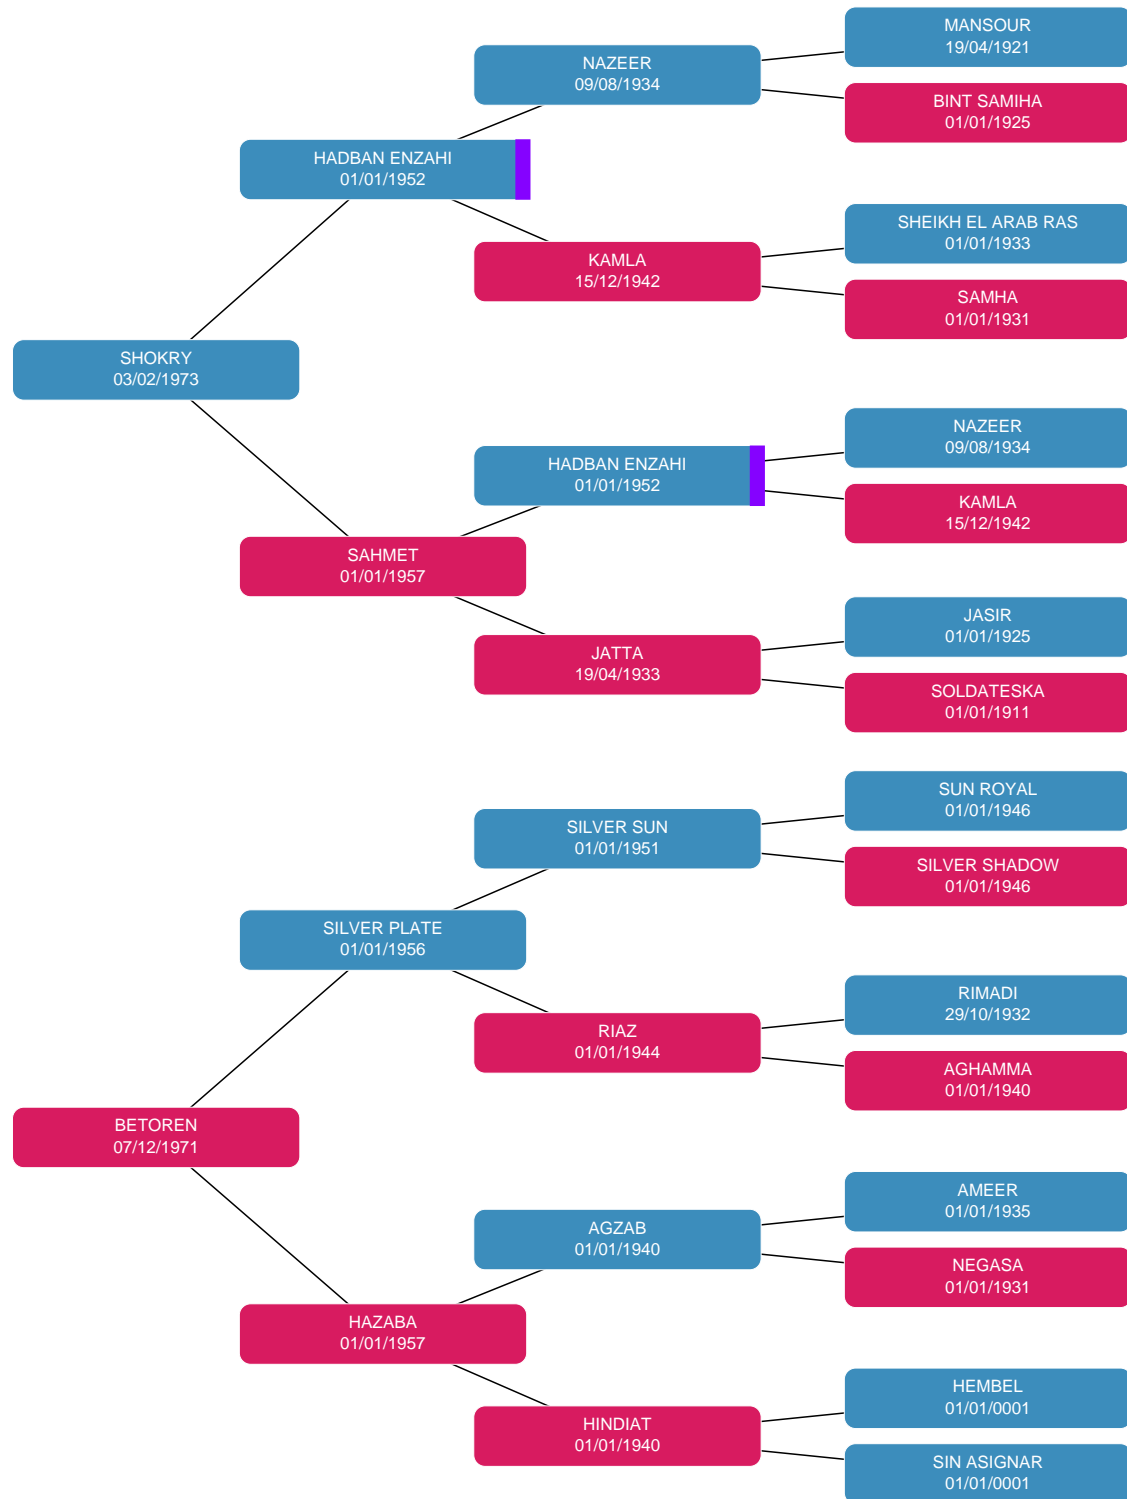 MANSOUR
19/04/1921
NAZEER
09/08/1934
BINT SAMIHA
01/01/1925
HADBAN ENZAHI
01/01/1952
SHEIKH EL ARAB RAS
01/01/1933
KAMLA
15/12/1942
SAMHA
01/01/1931
SHOKRY
03/02/1973
NAZEER
09/08/1934
HADBAN ENZAHI
01/01/1952
KAMLA
15/12/1942
SAHMET
01/01/1957
JASIR
01/01/1925
JATTA
19/04/1933
SOLDATESKA
01/01/1911
SUN ROYAL
01/01/1946
SILVER SUN
01/01/1951
SILVER SHADOW
01/01/1946
SILVER PLATE
01/01/1956
RIMADI
29/10/1932
RIAZ
01/01/1944
AGHAMMA
01/01/1940
BETOREN
07/12/1971
AMEER
01/01/1935
AGZAB
01/01/1940
NEGASA
01/01/1931
HAZABA
01/01/1957
HEMBEL
01/01/0001
HINDIAT
01/01/1940
SIN ASIGNAR
01/01/0001